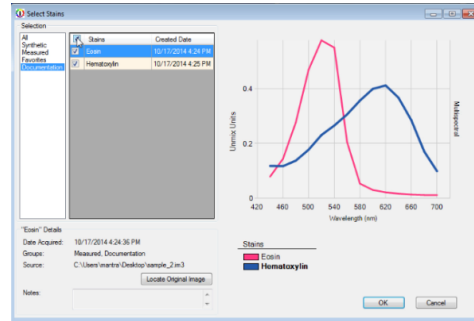 Select Stains
Selection
All
Synthetic
Measured
Favorites
Documentation
Stains Created Date
Eosin 10/17/2014 4:24 PM
Hematoxylin 10/17/2014 4:25 PM
0.4
0.2
0
Unmix Units
Multispectral
420 460 500 540 580 620 660 700
Wavelength (nm)
"Eosin" Details
Date Acquired: 10/17/2014 4:24:36 PM
Groups: Measured, Documentation
Source: C:\Users\mantra\Desktop\sample_2.im3
Locate Original Image
Notes:
Stains
Eosin
Hematoxylin
OK Cancel